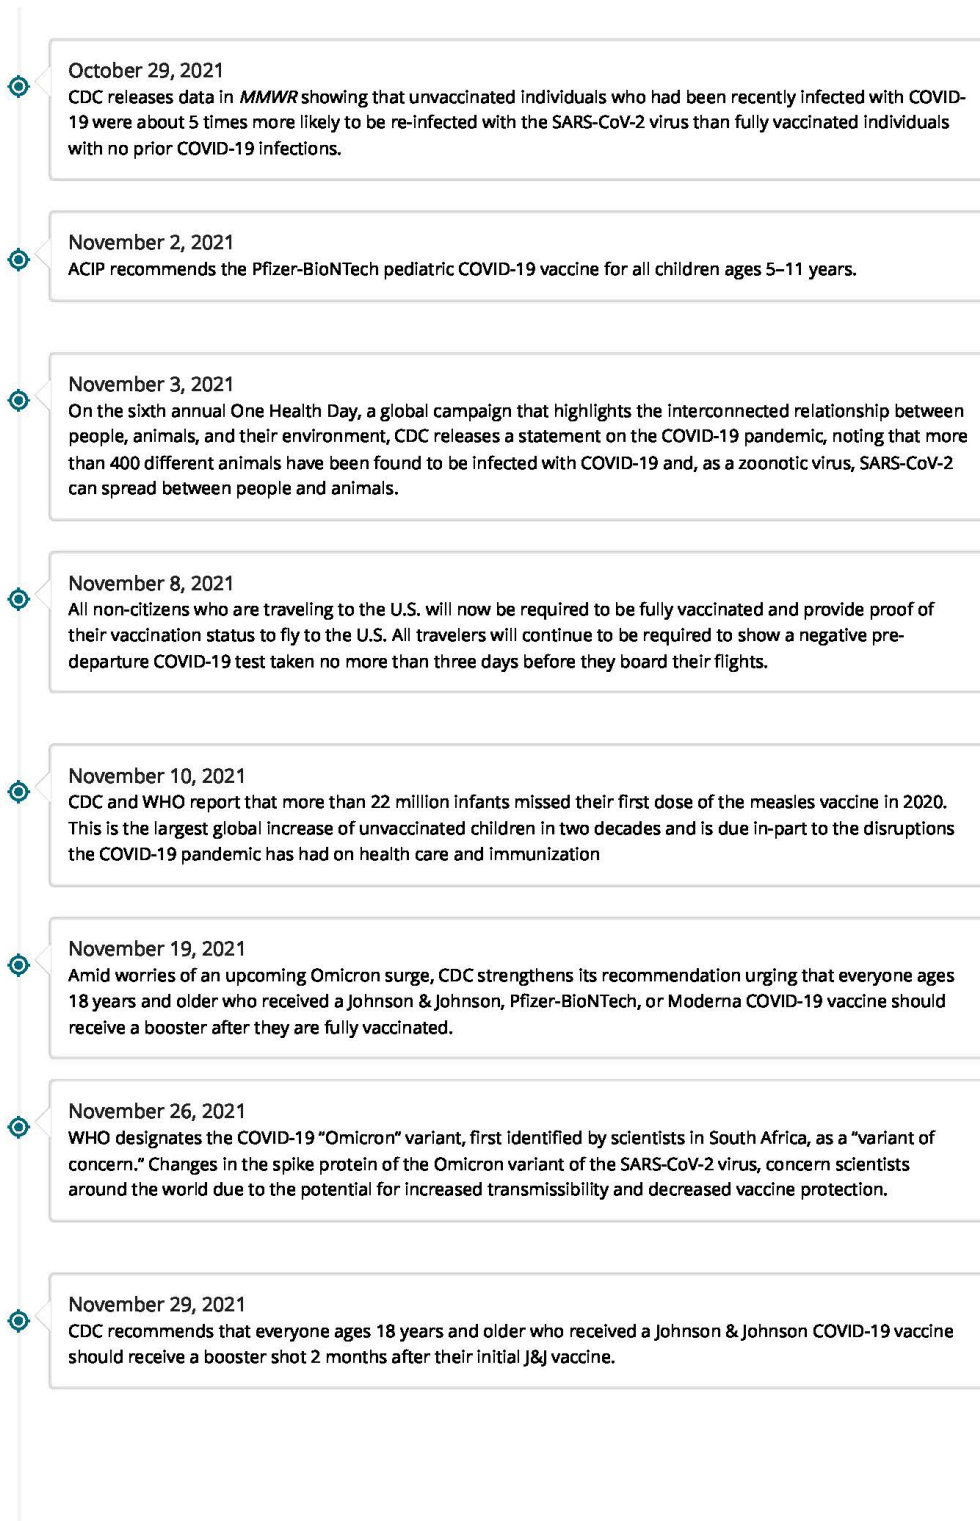 October 29, 2021
CDC releases data in MMWR showing that unvaccinated individuals who had been recently infected with COVID-
19 were about 5 times more likely to be re-infected with the SARS-CoV-2 virus than fully vaccinated individuals
with no prior COVID-19 infections.
November 2, 2021
ACIP recommends the Pfizer-BioNTech pediatric COVID-19 vaccine for all children ages 5–11 years.
November 3, 2021
On the sixth annual One Health Day, a global campaign that highlights the interconnected relationship between
people, animals, and their environment, CDC releases a statement on the COVID-19 pandemic, noting that more
than 400 different animals have been found to be infected with COVID-19 and, as a zoonotic virus, SARS-CoV-2
can spread between people and animals.
November 8, 2021
All non-citizens who are traveling to the U.S. will now be required to be fully vaccinated and provide proof of
their vaccination status to fly to the U.S. All travelers will continue to be required to show a negative pre-
departure COVID-19 test taken no more than three days before they board their flights.
November 10, 2021
CDC and WHO report that more than 22 million infants missed their first dose of the measles vaccine in 2020.
This is the largest global increase of unvaccinated children in two decades and is due in-part to the disruptions
the COVID-19 pandemic has had on health care and immunization
November 19, 2021
Amid worries of an upcoming Omicron surge, CDC strengthens its recommendation urging that everyone ages
18 years and older who received a Johnson & Johnson, Pfizer-BioNTech, or Moderna COVID-19 vaccine should
receive a booster after they are fully vaccinated.
November 26, 2021
WHO designates the COVID-19 "Omicron" variant, first identified by scientists in South Africa, as a "variant of
concern." Changes in the spike protein of the Omicron variant of the SARS-CoV-2 virus, concern scientists
around the world due to the potential for increased transmissibility and decreased vaccine protection.
November 29, 2021
CDC recommends that everyone ages 18 years and older who received a Johnson & Johnson COVID-19 vaccine
should receive a booster shot 2 months after their initial J&J vaccine.